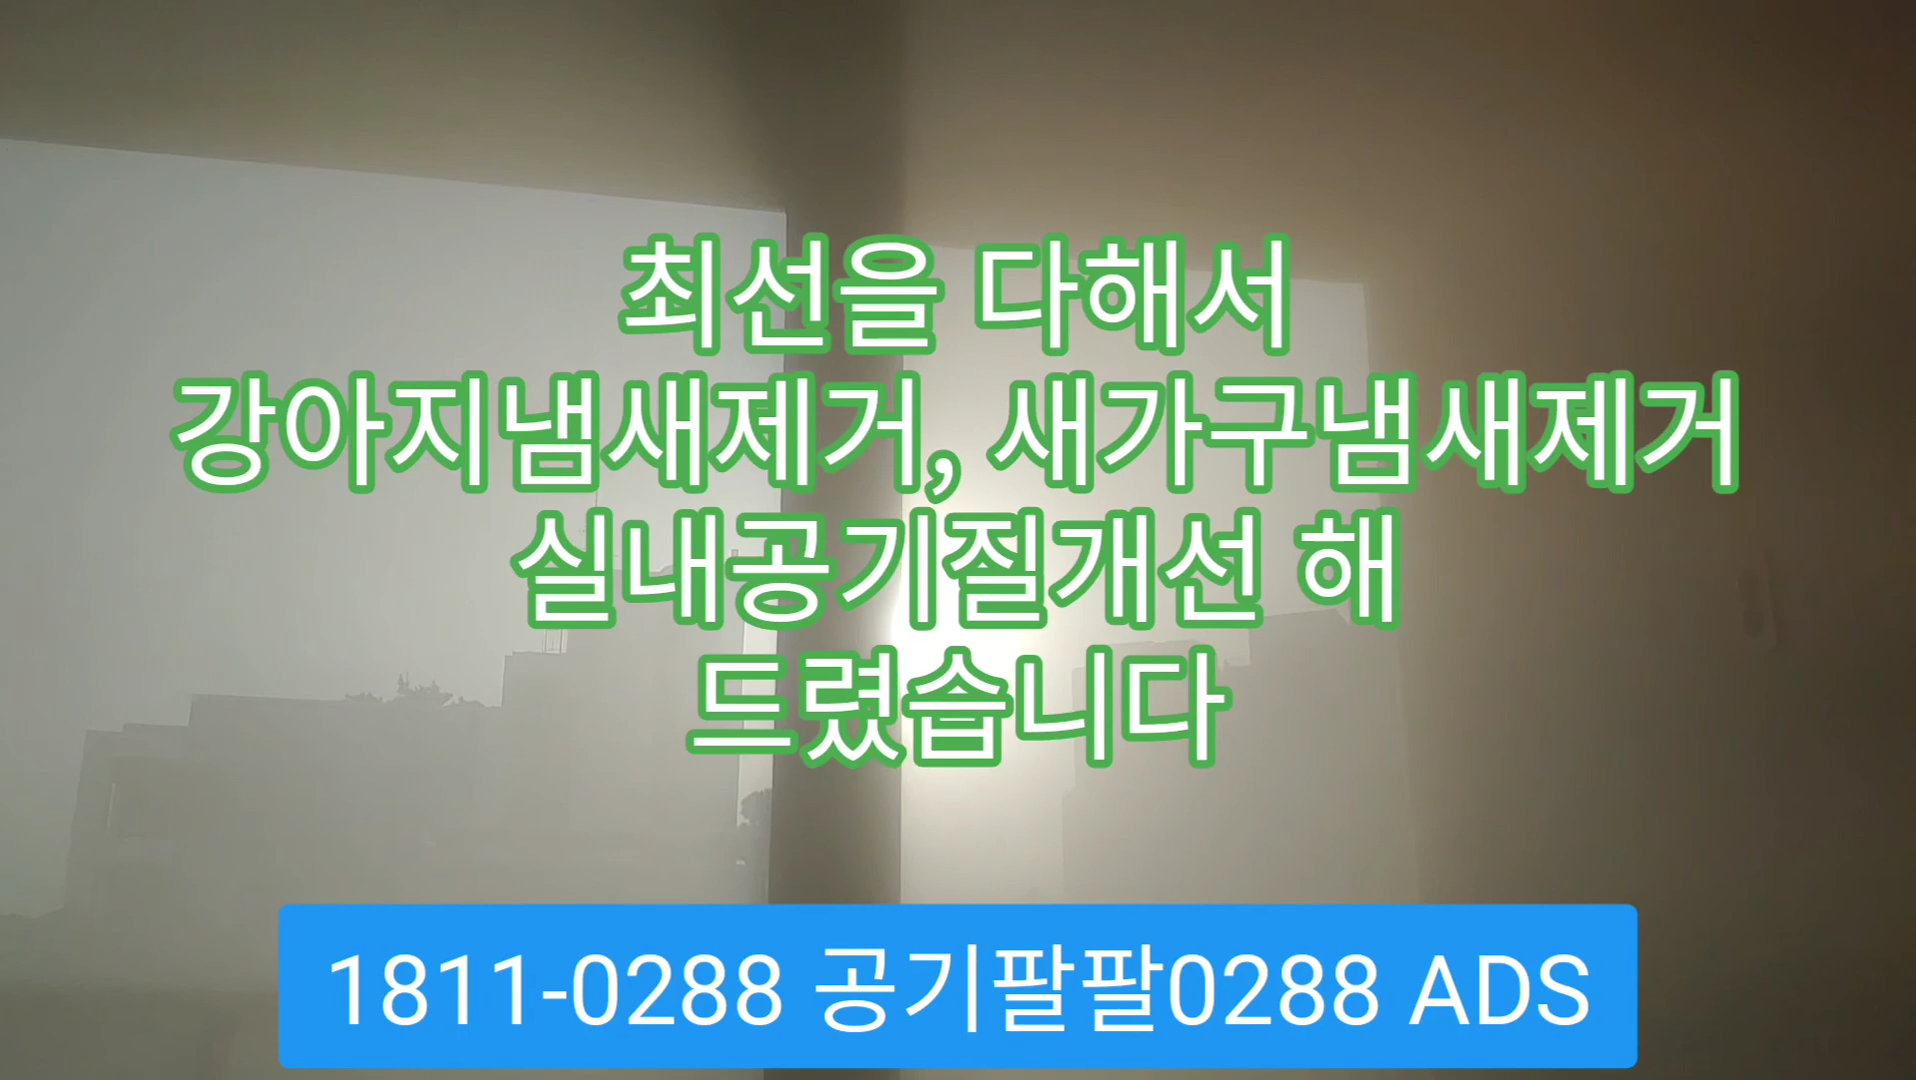 최선을 다해서
강아지냄새제거, 새가구냄새제거
실내공기질개선 해
드렸습니다
1811-0288 공기팔팔0288 ADS